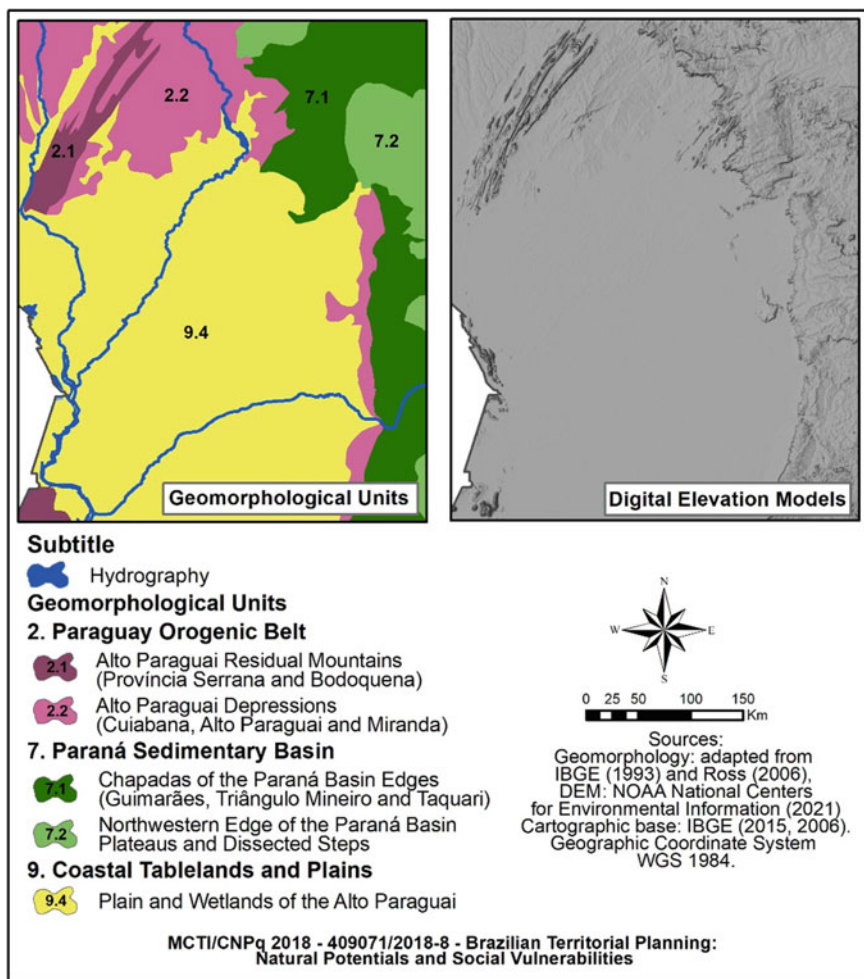 2.2
7.1
7.2
2.1
9.4
Geomorphological Units
Digital Elevation Models
Subtitle
Hydrography
Geomorphological Units
2. Paraguay Orogenic Belt
2.1
Alto Paraguai Residual Mountains
(Província Serrana and Bodoquena)
2.2
Alto Paraguai Depressions
(Cuiabana, Alto Paraguai and Miranda)
7. Paraná Sedimentary Basin
7.1
Chapadas of the Paraná Basin Edges
(Guimarães, Triângulo Mineiro and Taquari)
7.2
Northwestern Edge of the Paraná Basin
Plateaus and Dissected Steps
9. Coastal Tablelands and Plains
9.4
Plain and Wetlands of the Alto Paraguai
N
W E
S
0 25 50 100 150
Km
Sources:
Geomorphology: adapted from
IBGE (1993) and Ross (2006),
DEM: NOAA National Centers
for Environmental Information (2021)
Cartographic base: IBGE (2015, 2006).
Geographic Coordinate System
WGS 1984.
MCTI/CNPq 2018 - 409071/2018-8 - Brazilian Territorial Planning:
Natural Potentials and Social Vulnerabilities